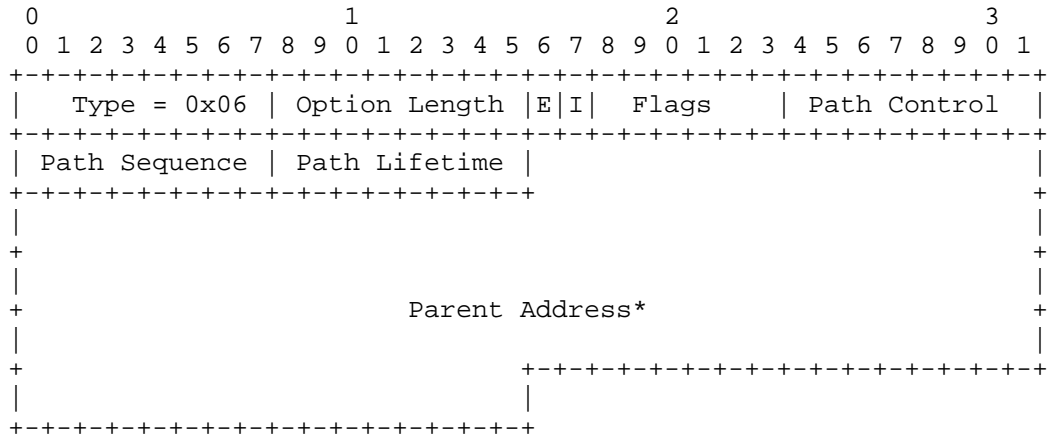 0                   1                   2                   3
 0 1 2 3 4 5 6 7 8 9 0 1 2 3 4 5 6 7 8 9 0 1 2 3 4 5 6 7 8 9 0 1
+-+-+-+-+-+-+-+-+-+-+-+-+-+-+-+-+-+-+-+-+-+-+-+-+-+-+-+-+-+-+-+-+
|   Type = 0x06 | Option Length |E|I|  Flags    | Path Control  |
+-+-+-+-+-+-+-+-+-+-+-+-+-+-+-+-+-+-+-+-+-+-+-+-+-+-+-+-+-+-+-+-+
| Path Sequence | Path Lifetime |                               |
+-+-+-+-+-+-+-+-+-+-+-+-+-+-+-+-+                               +
|                                                               |
+                                                               +
|                                                               |
+                        Parent Address*                        +
|                                                               |
+                               +-+-+-+-+-+-+-+-+-+-+-+-+-+-+-+-+
|                               |
+-+-+-+-+-+-+-+-+-+-+-+-+-+-+-+-+